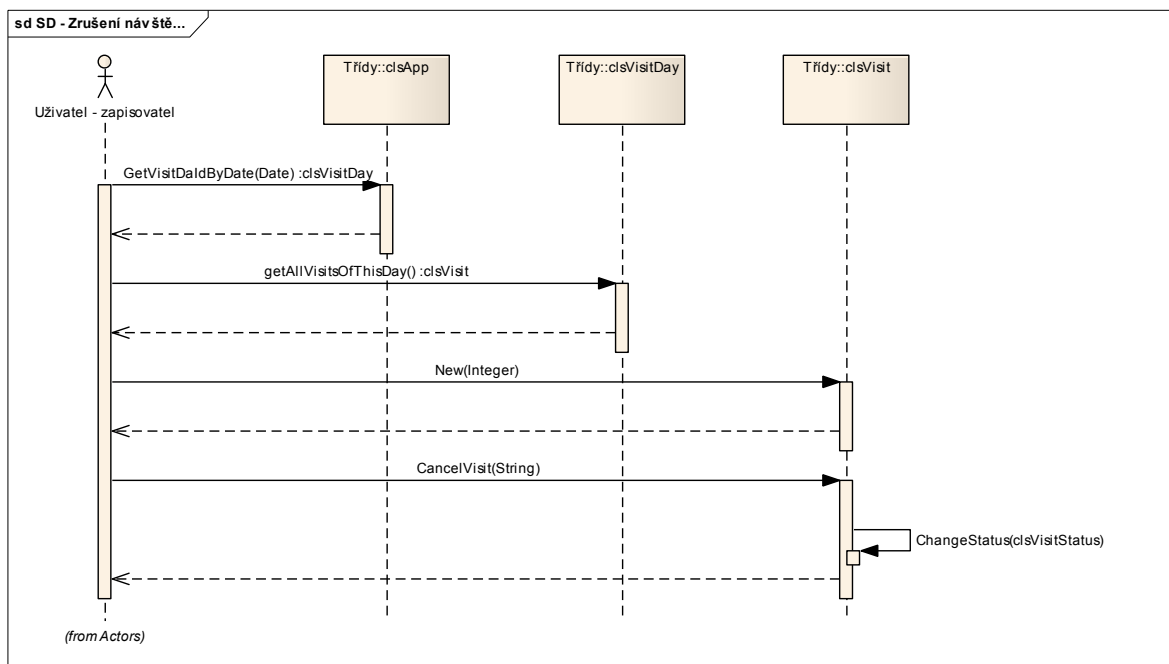 sd SD - Zrušení návště...
Třídy::clsApp
Třídy::clsVisitDay
Třídy::clsVisit
Uživatel - zapisovatel
GetVisitDaIdByDate(Date) :clsVisitDay
getAllVisitsOfThisDay() :clsVisit
New(Integer)
CancelVisit(String)
ChangeStatus(clsVisitStatus)
(from Actors)